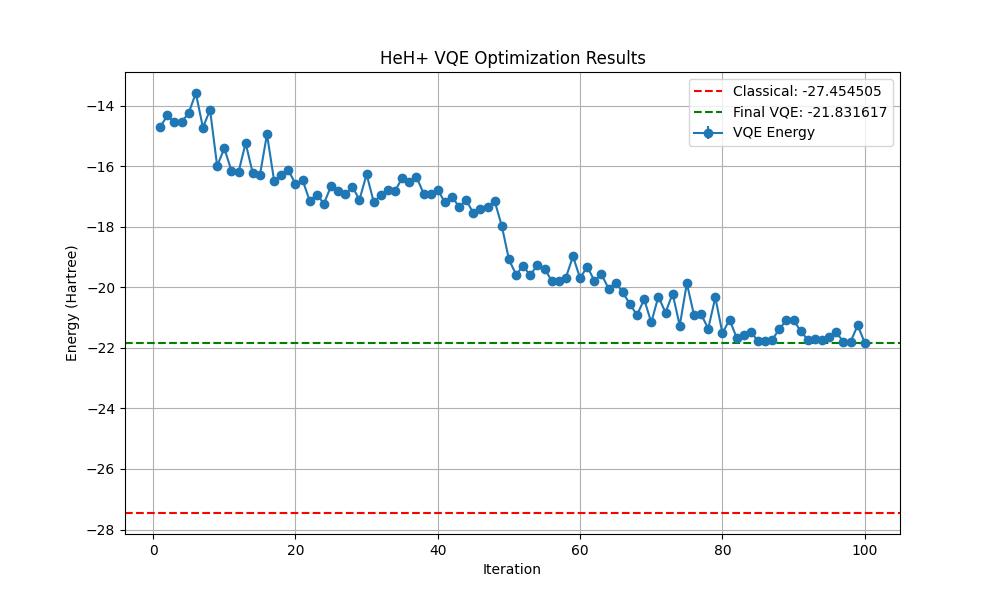 HeH+ VQE Optimization Results
Classical: -27.454505
Final VQE: -21.831617
VQE Energy
Energy (Hartree)
−14
−16
−18
−20
−22
−24
−26
−28
0 20 40 60 80 100
Iteration